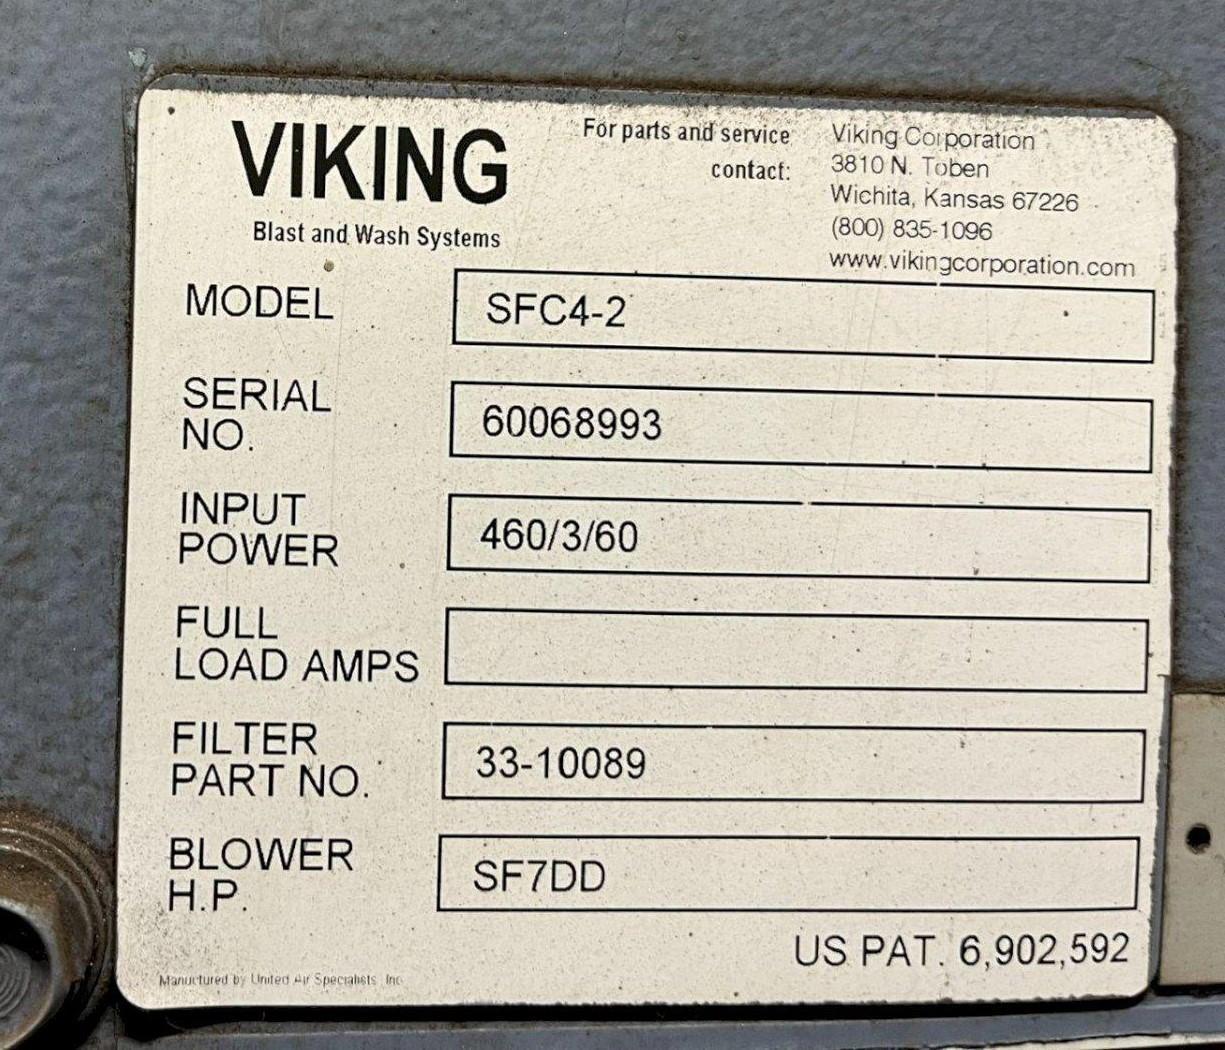 VIKING
Blast and Wash Systems
For parts and service
contact:
Viking Corporation
3810 N. Toben
Wichita, Kansas 67226
(800) 835-1096
www.vikingcorporation.com
MODEL
SFC4-2
SERIAL
NO.
60068993
INPUT
POWER
460/3/60
FULL
LOAD AMPS
FILTER
PART NO.
33-10089
BLOWER
H.P.
SF7DD
US PAT. 6,902,592
Manuctured by United Air Specialists, Inc.